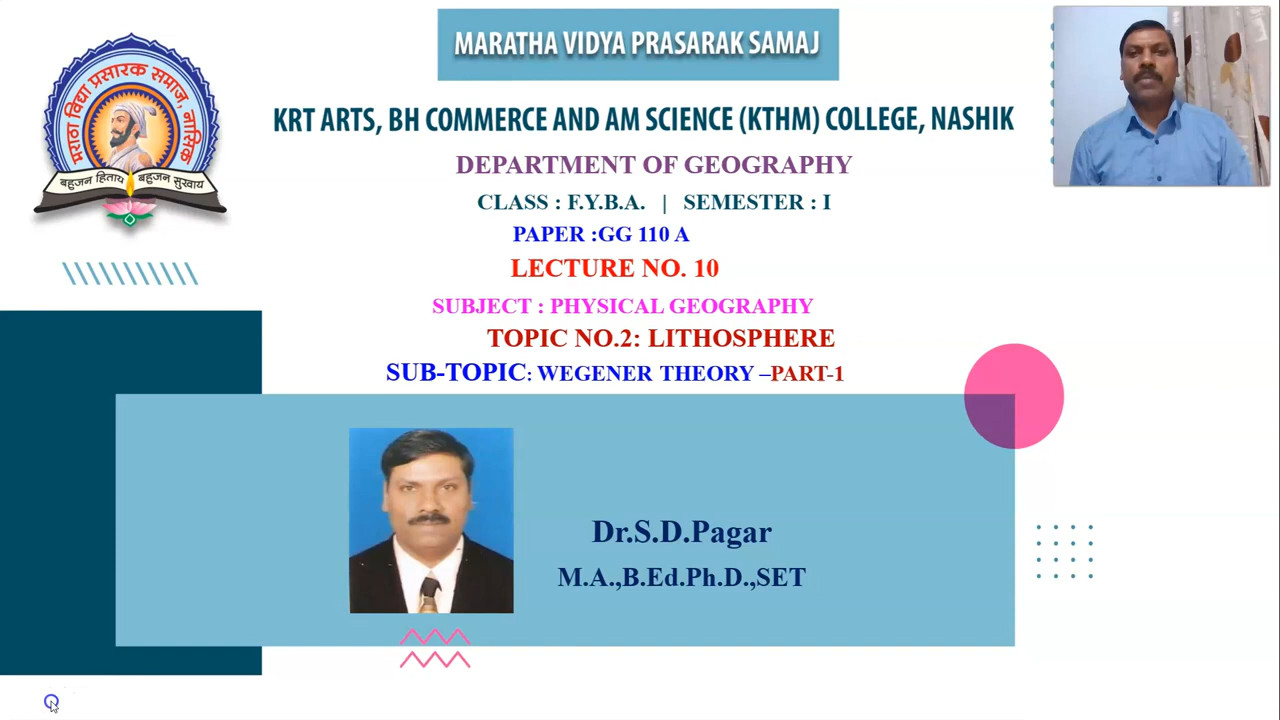 MARATHA VIDYA PRASARAK SAMAJ
मराठा विद्या प्रसारक समाज, नाशिक
बहुजन हिताय बहुजन सुखाय
KRT ARTS, BH COMMERCE AND AM SCIENCE (KTHM) COLLEGE, NASHIK
DEPARTMENT OF GEOGRAPHY
CLASS : F.Y.B.A. | SEMESTER : I
PAPER :GG 110 A
LECTURE NO. 10
SUBJECT : PHYSICAL GEOGRAPHY
TOPIC NO.2: LITHOSPHERE
SUB-TOPIC: WEGENER THEORY –PART-1
Dr.S.D.Pagar
M.A.,B.Ed.Ph.D.,SET